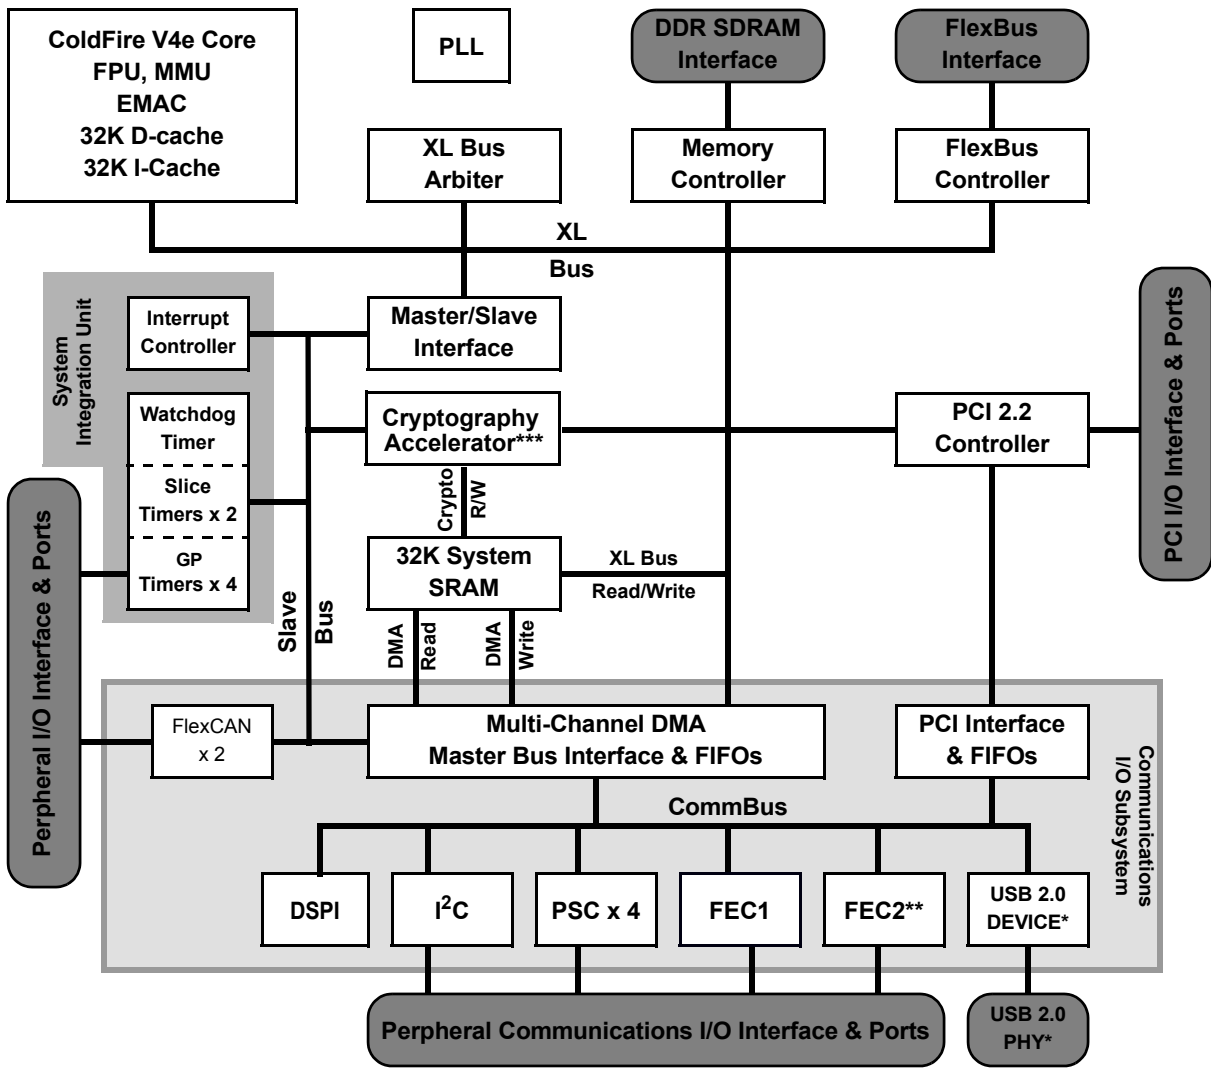 ColdFire V4e Core
FPU, MMU
EMAC
32K D-cache
32K I-Cache
PLL
DDR SDRAM
Interface
FlexBus
Interface
XL Bus
Arbiter
Memory
Controller
FlexBus
Controller
XL
Bus
System
Integration Unit
Interrupt
Controller
Master/Slave
Interface
Watchdog
Timer
Slice
Timers x 2
GP
Timers x 4
Cryptography
Accelerator***
PCI 2.2
Controller
PCI I/O Interface & Ports
Crypto
R/W
32K System
SRAM
XL Bus
Read/Write
Slave
Bus
DMA
Read
DMA
Write
Perpheral I/O Interface & Ports
FlexCAN
x 2
Multi-Channel DMA
Master Bus Interface & FIFOs
PCI Interface
& FIFOs
Communications
I/O Subsystem
CommBus
DSPI
I²C
PSC x 4
FEC1
FEC2**
USB 2.0
DEVICE*
Perpheral Communications I/O Interface & Ports
USB 2.0
PHY*